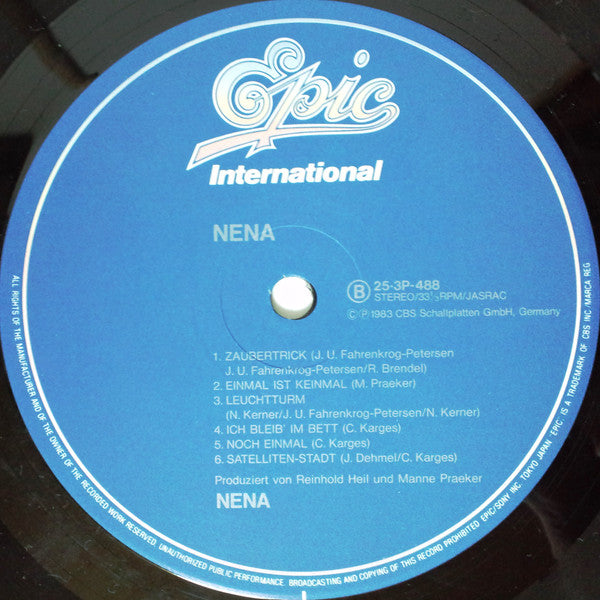 Epic
International
NENA
B 25-3P-488
STEREO/33⅓RPM/JASRAC
©Ⓟ1983 CBS Schallplatten GmbH, Germany
1. ZAUBERTRICK (J. U. Fahrenkrog-Petersen
J. U. Fahrenkrog-Petersen/R. Brendel)
2. EINMAL IST KEINMAL (M. Praeker)
3. LEUCHTTURM
(N. Kerner/J. U. Fahrenkrog-Petersen/N. Kerner)
4. ICH BLEIB' IM BETT (C. Karges)
5. NOCH EINMAL (C. Karges)
6. SATELLITEN-STADT (J. Dehmel/C. Karges)
Produziert von Reinhold Heil und Manne Praeker
NENA
ALL RIGHTS OF THE MANUFACTURER AND OF THE OWNER OF THE RECORDED WORK RESERVED. UNAUTHORIZED PUBLIC PERFORMANCE. BROADCASTING AND COPYING OF THIS RECORD PROHIBITED EPIC/SONY INC. TOKYO JAPAN "EPIC" IS A TRADEMARK OF CBS INC./MARCA REG.